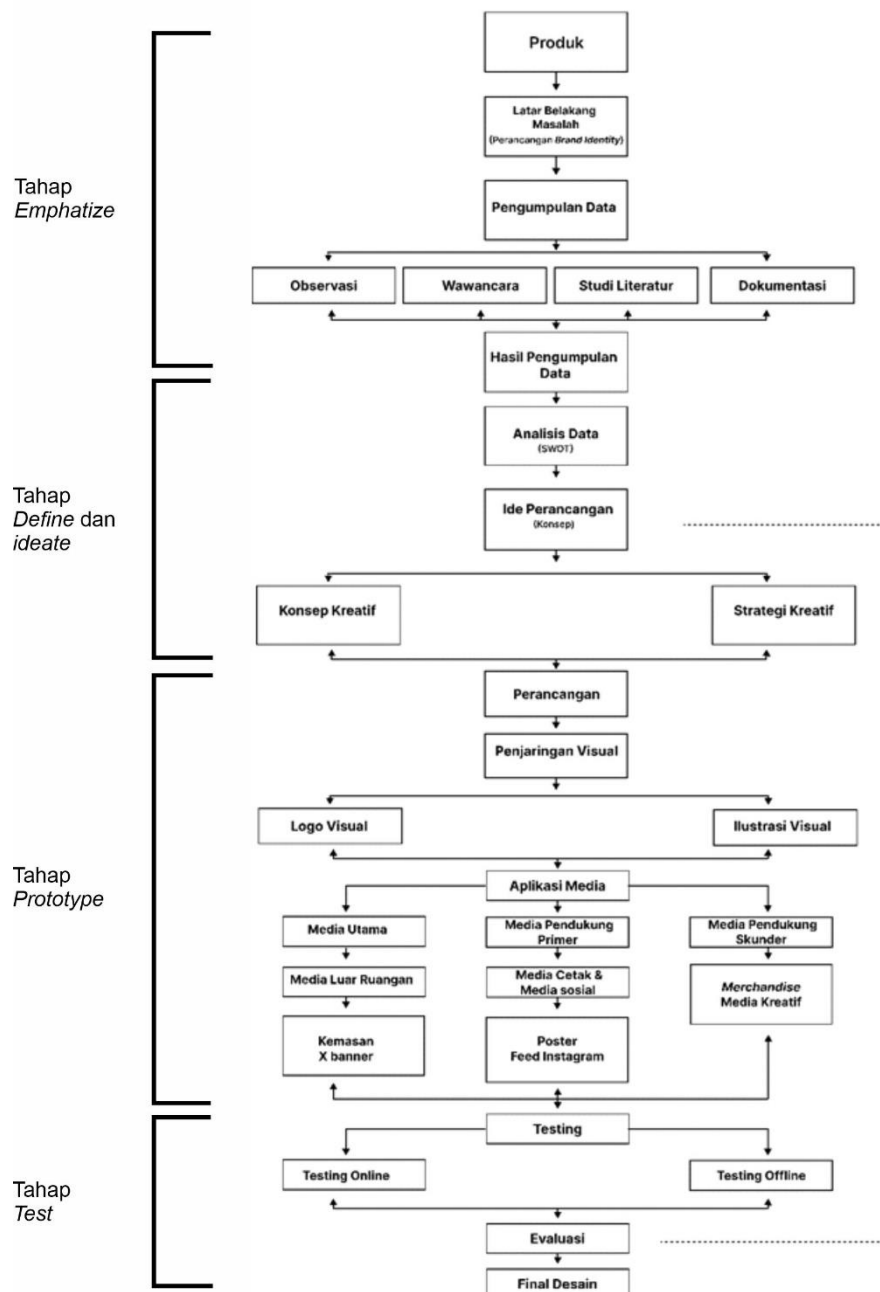 Produk
Latar Belakang
Masalah
(Perancangan Brand Identity)
Pengumpulan Data
Tahap
Emphatize
Observasi
Wawancara
Studi Literatur
Dokumentasi
Hasil Pengumpulan
Data
Analisis Data
(SWOT)
Tahap
Define dan
ideate
Ide Perancangan
(Konsep)
Konsep Kreatif
Strategi Kreatif
Perancangan
Penjaringan Visual
Logo Visual
Ilustrasi Visual
Tahap
Prototype
Aplikasi Media
Media Utama
Media Pendukung
Primer
Media Pendukung
Skunder
Media Luar Ruangan
Media Cetak &
Media sosial
Merchandise
Media Kreatif
Kemasan
X banner
Poster
Feed Instagram
Testing
Testing Online
Testing Offline
Tahap
Test
Evaluasi
Final Desain